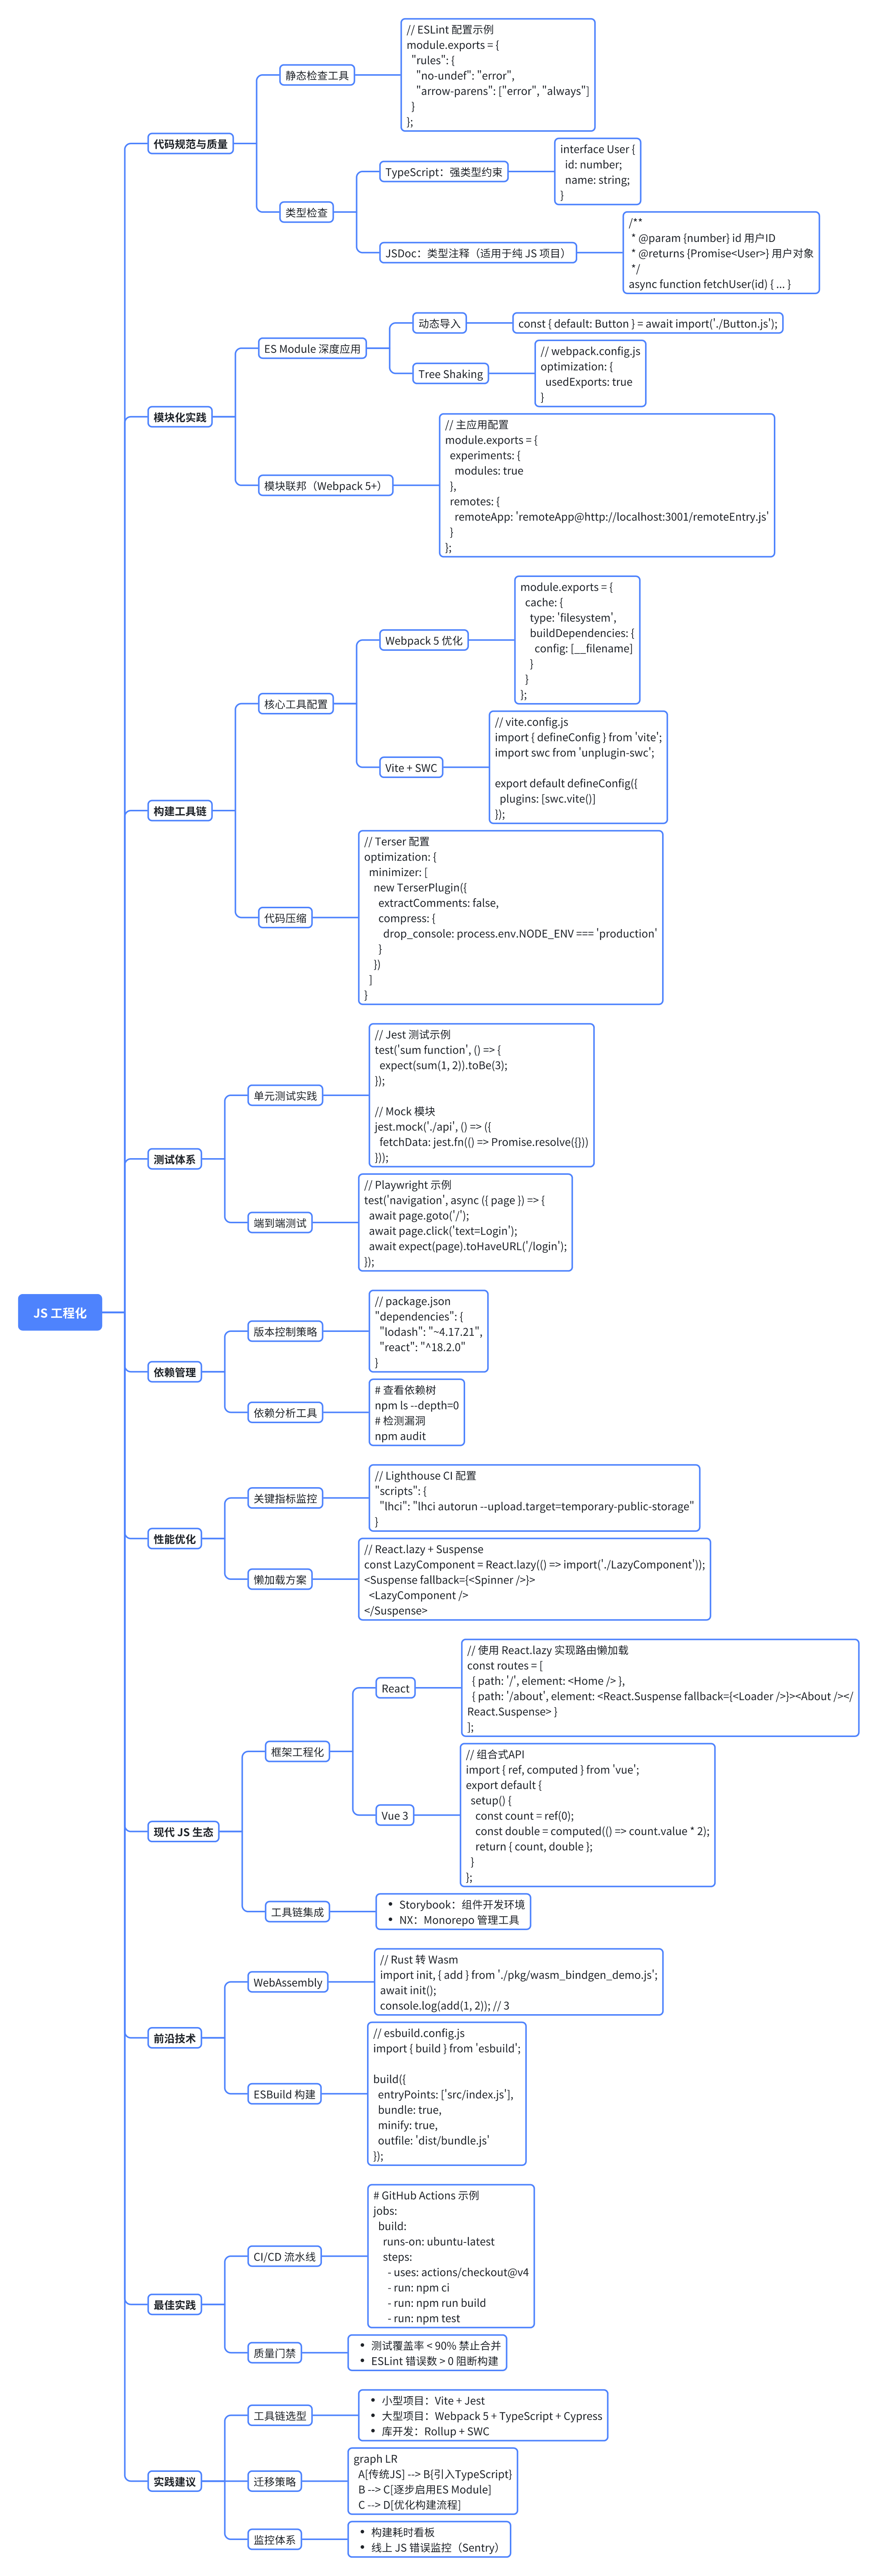 JS 工程化
代码规范与质量
静态检查工具
// ESLint 配置示例
module.exports = {
  "rules": {
    "no-undef": "error",
    "arrow-parens": ["error", "always"]
  }
};
类型检查
TypeScript：强类型约束
interface User {
  id: number;
  name: string;
}
JSDoc：类型注释（适用于纯 JS 项目）
/**
 * @param {number} id 用户ID
 * @returns {Promise<User>} 用户对象
 */
async function fetchUser(id) { ... }
模块化实践
ES Module 深度应用
动态导入
const { default: Button } = await import('./Button.js');
Tree Shaking
// webpack.config.js
optimization: {
  usedExports: true
}
模块联邦（Webpack 5+）
// 主应用配置
module.exports = {
  experiments: {
    modules: true
  },
  remotes: {
    remoteApp: 'remoteApp@http://localhost:3001/remoteEntry.js'
  }
};
构建工具链
核心工具配置
Webpack 5 优化
module.exports = {
  cache: {
    type: 'filesystem',
    buildDependencies: {
      config: [__filename]
    }
  }
};
Vite + SWC
// vite.config.js
import { defineConfig } from 'vite';
import swc from 'unplugin-swc';

export default defineConfig({
  plugins: [swc.vite()]
});
代码压缩
// Terser 配置
optimization: {
  minimizer: [
    new TerserPlugin({
      extractComments: false,
      compress: {
        drop_console: process.env.NODE_ENV === 'production'
      }
    })
  ]
}
测试体系
单元测试实践
// Jest 测试示例
test('sum function', () => {
  expect(sum(1, 2)).toBe(3);
});

// Mock 模块
jest.mock('./api', () => ({
  fetchData: jest.fn(() => Promise.resolve({}))
}));
端到端测试
// Playwright 示例
test('navigation', async ({ page }) => {
  await page.goto('/');
  await page.click('text=Login');
  await expect(page).toHaveURL('/login');
});
依赖管理
版本控制策略
// package.json
"dependencies": {
  "lodash": "~4.17.21",
  "react": "^18.2.0"
}
依赖分析工具
# 查看依赖树
npm ls --depth=0
# 检测漏洞
npm audit
性能优化
关键指标监控
// Lighthouse CI 配置
"scripts": {
  "lhci": "lhci autorun --upload.target=temporary-public-storage"
}
懒加载方案
// React.lazy + Suspense
const LazyComponent = React.lazy(() => import('./LazyComponent'));
<Suspense fallback={<Spinner />}>
  <LazyComponent />
</Suspense>
现代 JS 生态
框架工程化
React
// 使用 React.lazy 实现路由懒加载
const routes = [
  { path: '/', element: <Home /> },
  { path: '/about', element: <React.Suspense fallback={<Loader />}><About /></
React.Suspense> }
];
Vue 3
// 组合式API
import { ref, computed } from 'vue';
export default {
  setup() {
    const count = ref(0);
    const double = computed(() => count.value * 2);
    return { count, double };
  }
};
工具链集成
• Storybook：组件开发环境
• NX：Monorepo 管理工具
前沿技术
WebAssembly
// Rust 转 Wasm
import init, { add } from './pkg/wasm_bindgen_demo.js';
await init();
console.log(add(1, 2)); // 3
ESBuild 构建
// esbuild.config.js
import { build } from 'esbuild';

build({
  entryPoints: ['src/index.js'],
  bundle: true,
  minify: true,
  outfile: 'dist/bundle.js'
});
最佳实践
CI/CD 流水线
# GitHub Actions 示例
jobs:
  build:
    runs-on: ubuntu-latest
    steps:
      - uses: actions/checkout@v4
      - run: npm ci
      - run: npm run build
      - run: npm test
质量门禁
• 测试覆盖率 < 90% 禁止合并
• ESLint 错误数 > 0 阻断构建
实践建议
工具链选型
• 小型项目：Vite + Jest
• 大型项目：Webpack 5 + TypeScript + Cypress
• 库开发：Rollup + SWC
迁移策略
graph LR
  A[传统JS] --> B{引入TypeScript}
  B --> C[逐步启用ES Module]
  C --> D[优化构建流程]
监控体系
• 构建耗时看板
• 线上 JS 错误监控（Sentry）